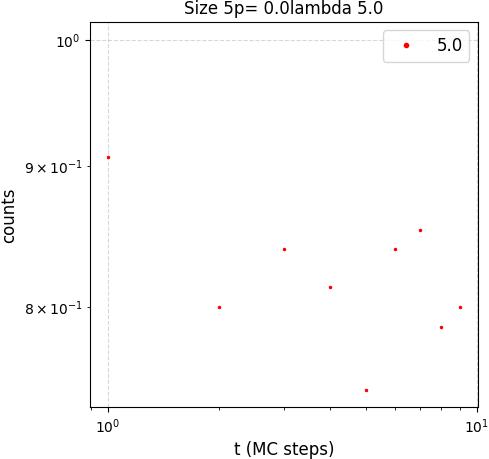 Size 5p= 0.0lambda 5.0
5.0
10⁰
9 × 10⁻¹
8 × 10⁻¹
counts
10⁰
10¹
t (MC steps)